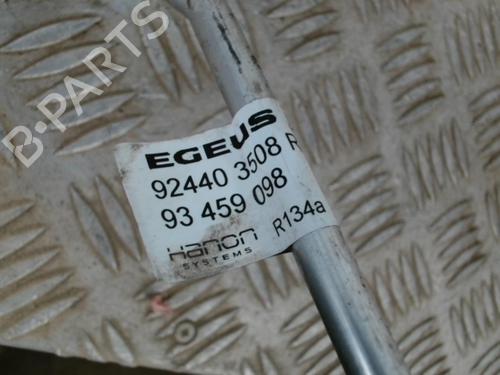 B-PARTS
EGEUS
92440 3508 R
93 459 098
Hanon R134a
SYSTEMS